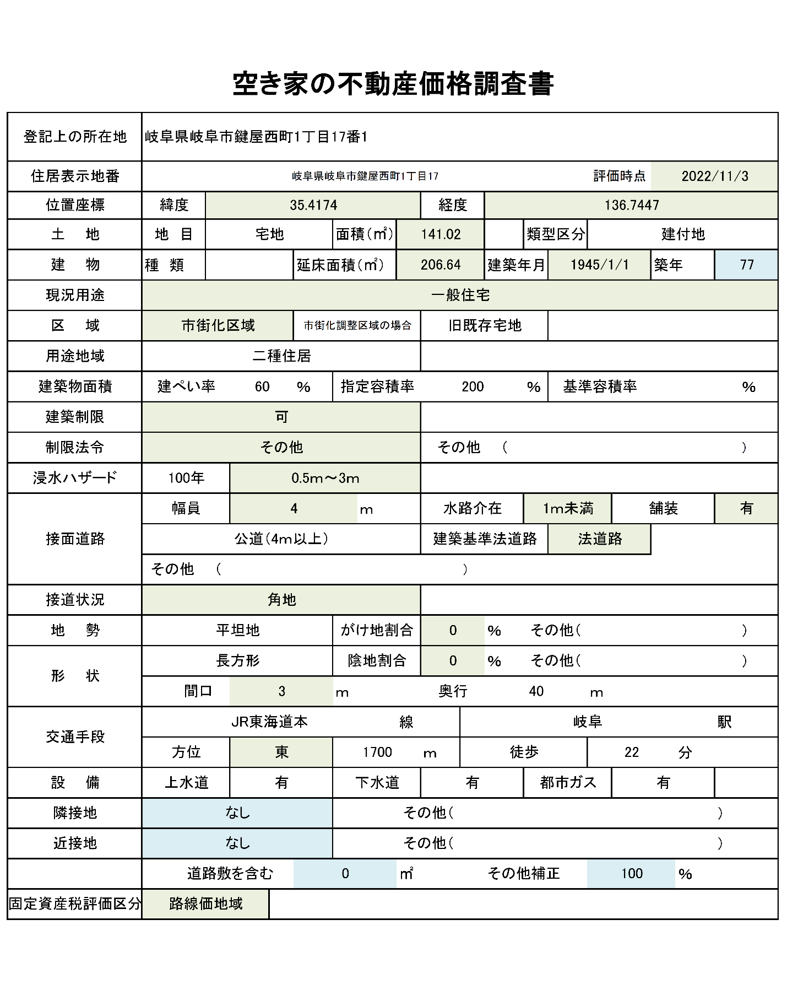 空き家の不動産価格調査書
登記上の所在地 岐阜県岐阜市鍵屋西町1丁目17番1
住居表示地番 岐阜県岐阜市鍵屋西町1丁目17 評価時点 2022/11/3
位置座標 緯度 35.4174 経度 136.7447
土 地 地 目 宅地 面積(㎡) 141.02 類型区分 建付地
建 物 種 類 延床面積(㎡) 206.64 建築年月 1945/1/1 築年 77
現況用途 一般住宅
区 域 市街化区域 市街化調整区域の場合 旧既存宅地
用途地域 二種住居
建築物面積 建ぺい率 60 % 指定容積率 200 % 基準容積率 %
建築制限 可
制限法令 その他 その他 ( )
浸水ハザード 100年 0.5m～3m
接面道路 幅員 4 m 水路介在 1m未満 舗装 有
公道(4m以上) 建築基準法道路 法道路
その他 ( )
接道状況 角地
地 勢 平坦地 がけ地割合 0 % その他( )
形 状 長方形 陰地割合 0 % その他( )
間口 3 m 奥行 40 m
交通手段 JR東海道本 線 岐阜 駅
方位 東 1700 m 徒歩 22 分
設 備 上水道 有 下水道 有 都市ガス 有
隣接地 なし その他( )
近接地 なし その他( )
道路敷を含む 0 ㎡ その他補正 100 %
固定資産税評価区分 路線価地域